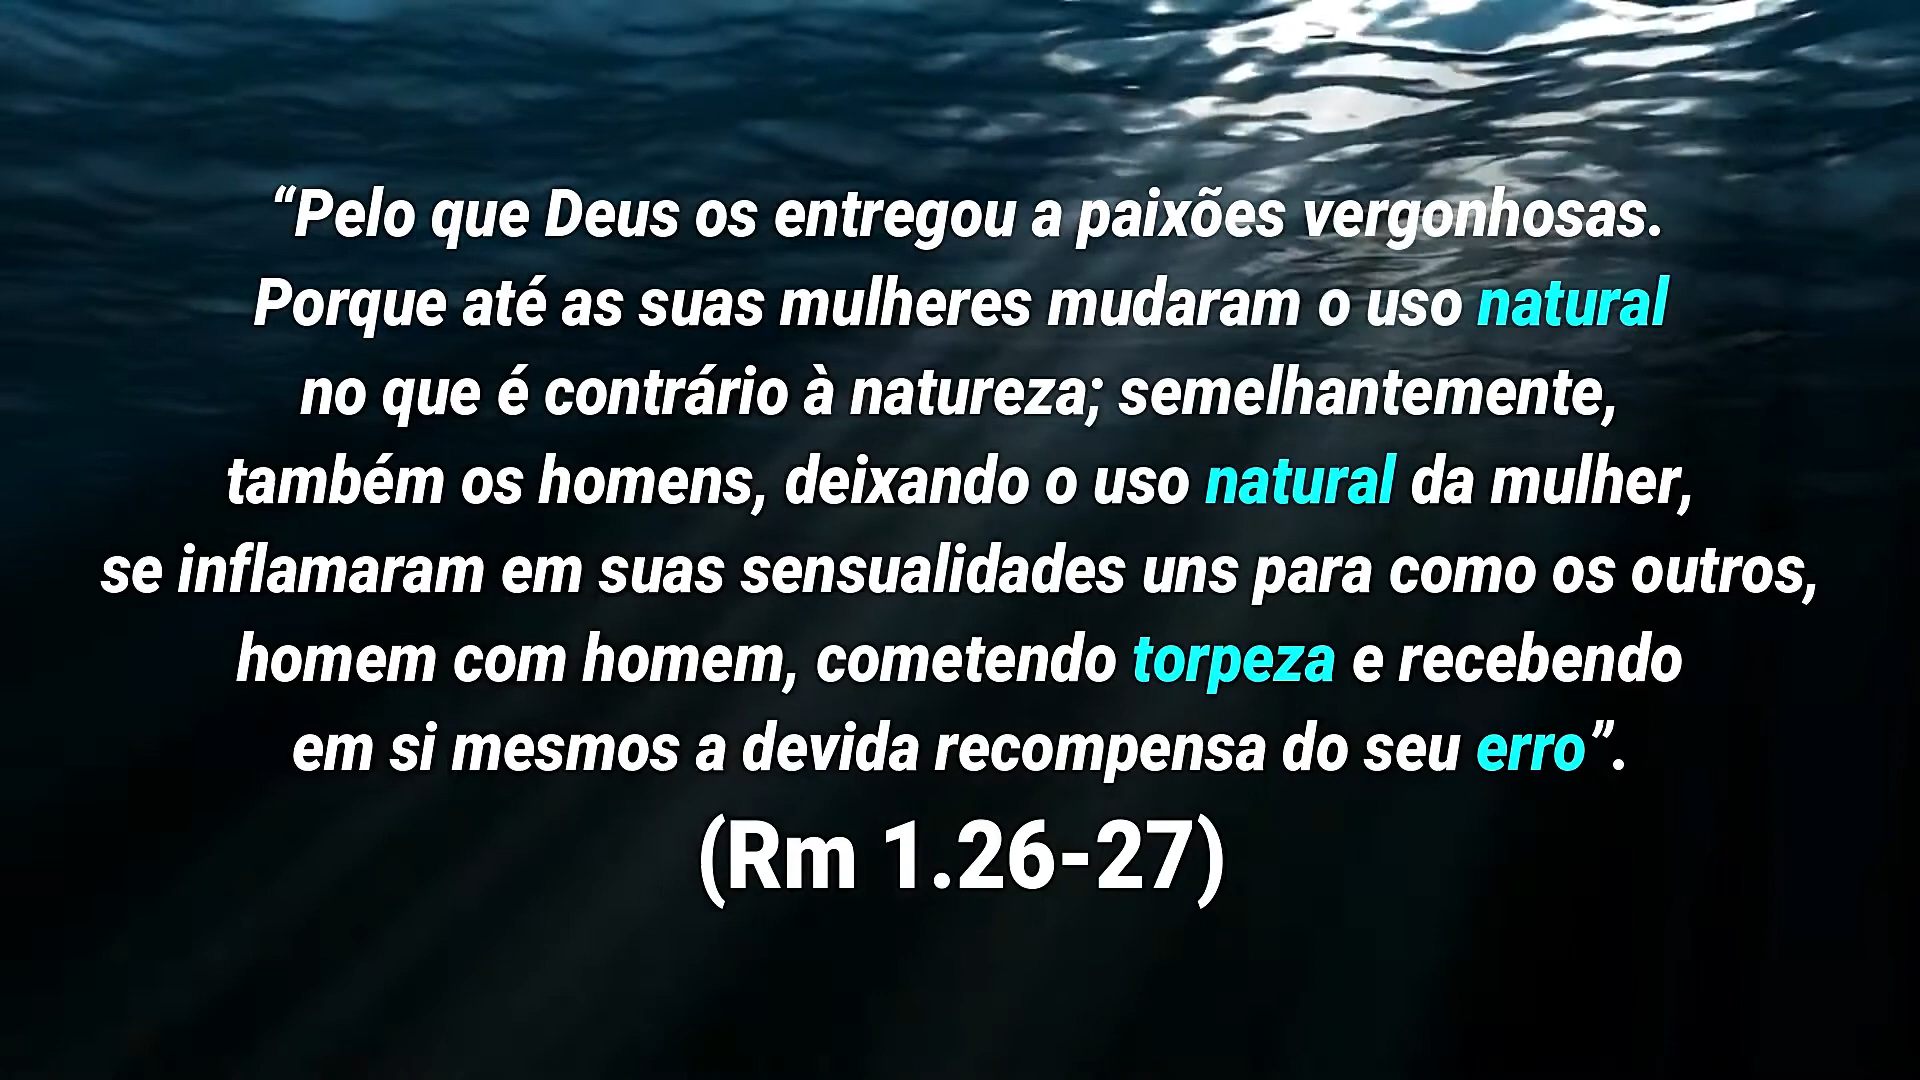 “Pelo que Deus os entregou a paixões vergonhosas.
Porque até as suas mulheres mudaram o uso natural
no que é contrário à natureza; semelhantemente,
também os homens, deixando o uso natural da mulher,
se inflamaram em suas sensualidades uns para como os outros,
homem com homem, cometendo torpeza e recebendo
em si mesmos a devida recompensa do seu erro”.
(Rm 1.26-27)